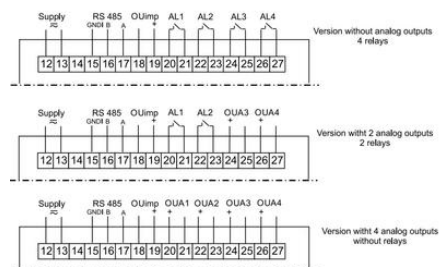 Supply RS 485 OUimp AL1 AL2 AL3 AL4
GNDI B A +
Version without analog outputs
4 relays
12 13 14 15 16 17 18 19 20 21 22 23 24 25 26 27
Supply RS 485 OUimp AL1 AL2 OUA3 OUA4
GNDI B A + + +
Version witht 2 analog outputs
2 relays
12 13 14 15 16 17 18 19 20 21 22 23 24 25 26 27
Supply RS 485 OUimp OUA1 OUA2 OUA3 OUA4
GNDI B A + + + + +
Version witht 4 analog outputs
without relays
12 13 14 15 16 17 18 19 20 21 22 23 24 25 26 27